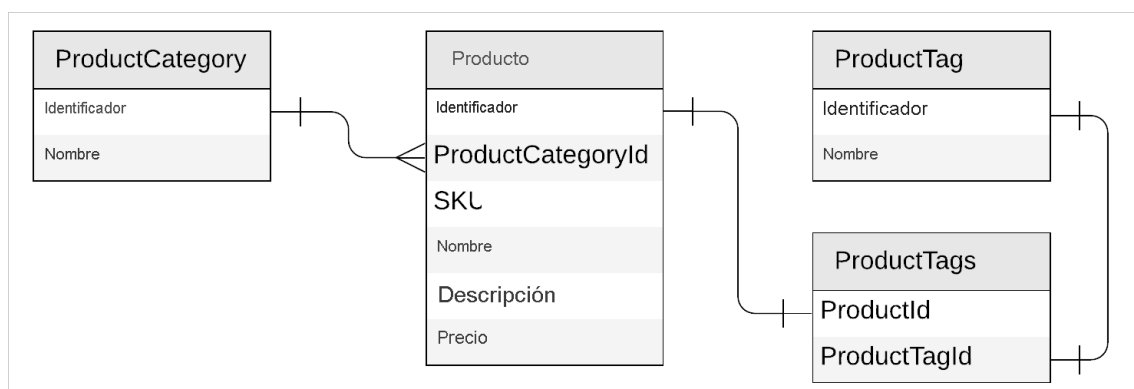 ProductCategory
Identificador
Nombre
Producto
Identificador
ProductCategoryId
SKU
Nombre
Descripción
Precio
ProductTag
Identificador
Nombre
ProductTags
ProductId
ProductTagId